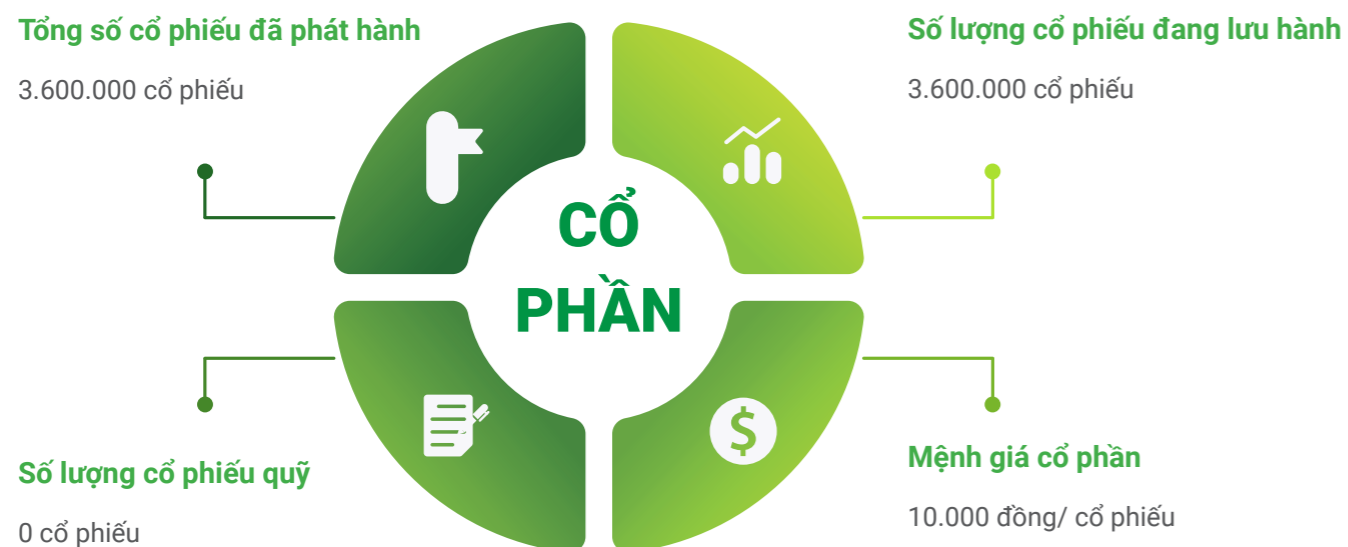 Tổng số cổ phiếu đã phát hành
3.600.000 cổ phiếu
Số lượng cổ phiếu đang lưu hành
3.600.000 cổ phiếu
CỔ
PHẦN
$
Số lượng cổ phiếu quỹ
0 cổ phiếu
Mệnh giá cổ phần
10.000 đồng/ cổ phiếu